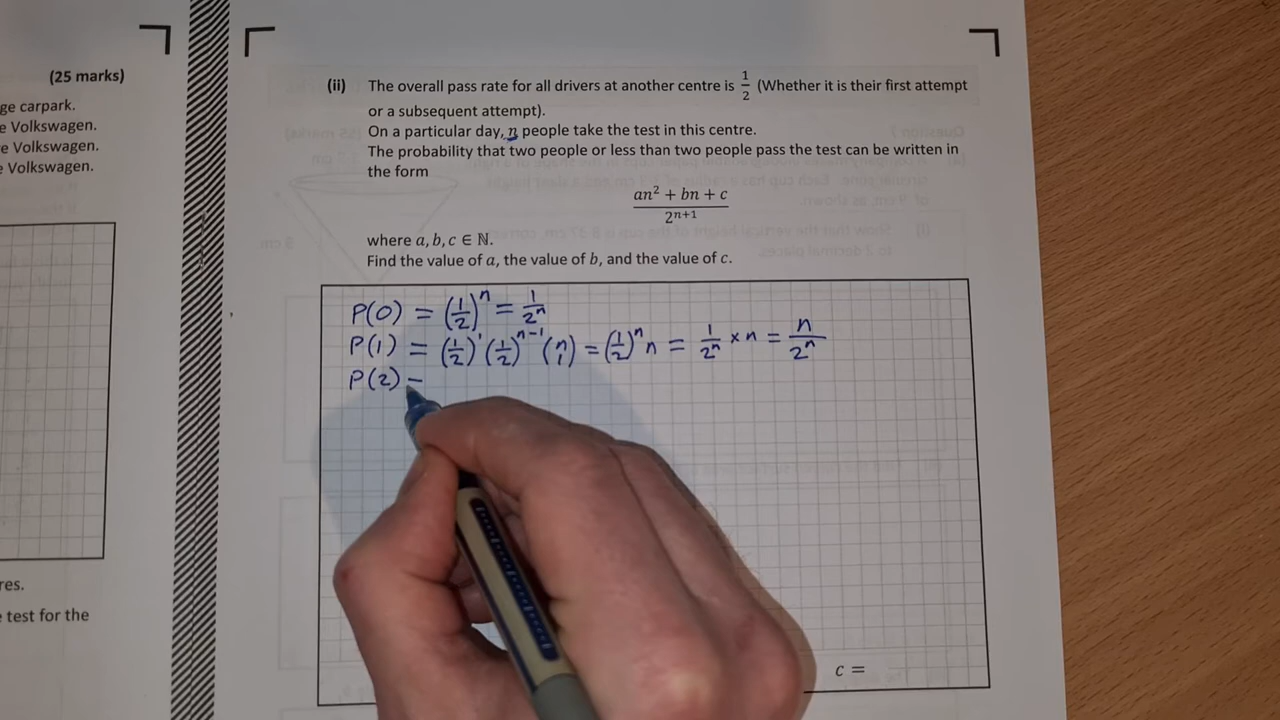 (25 marks)
ge carpark.
e Volkswagen.
e Volkswagen.
e Volkswagen.
res.
test for the
(ii) The overall pass rate for all drivers at another centre is 1/2 (Whether it is their first attempt
or a subsequent attempt).
On a particular day, n people take the test in this centre.
The probability that two people or less than two people pass the test can be written in
the form
an² + bn + c
2ⁿ⁺¹
where a, b, c ∈ ℕ.
Find the value of a, the value of b, and the value of c.
P(0) = (1/2)ⁿ = 1/2ⁿ
P(1) = (1/2)¹ (1/2)ⁿ⁻¹ (n 1) = (1/2)ⁿ n = 1/2ⁿ × n = n/2ⁿ
P(2) -
c =